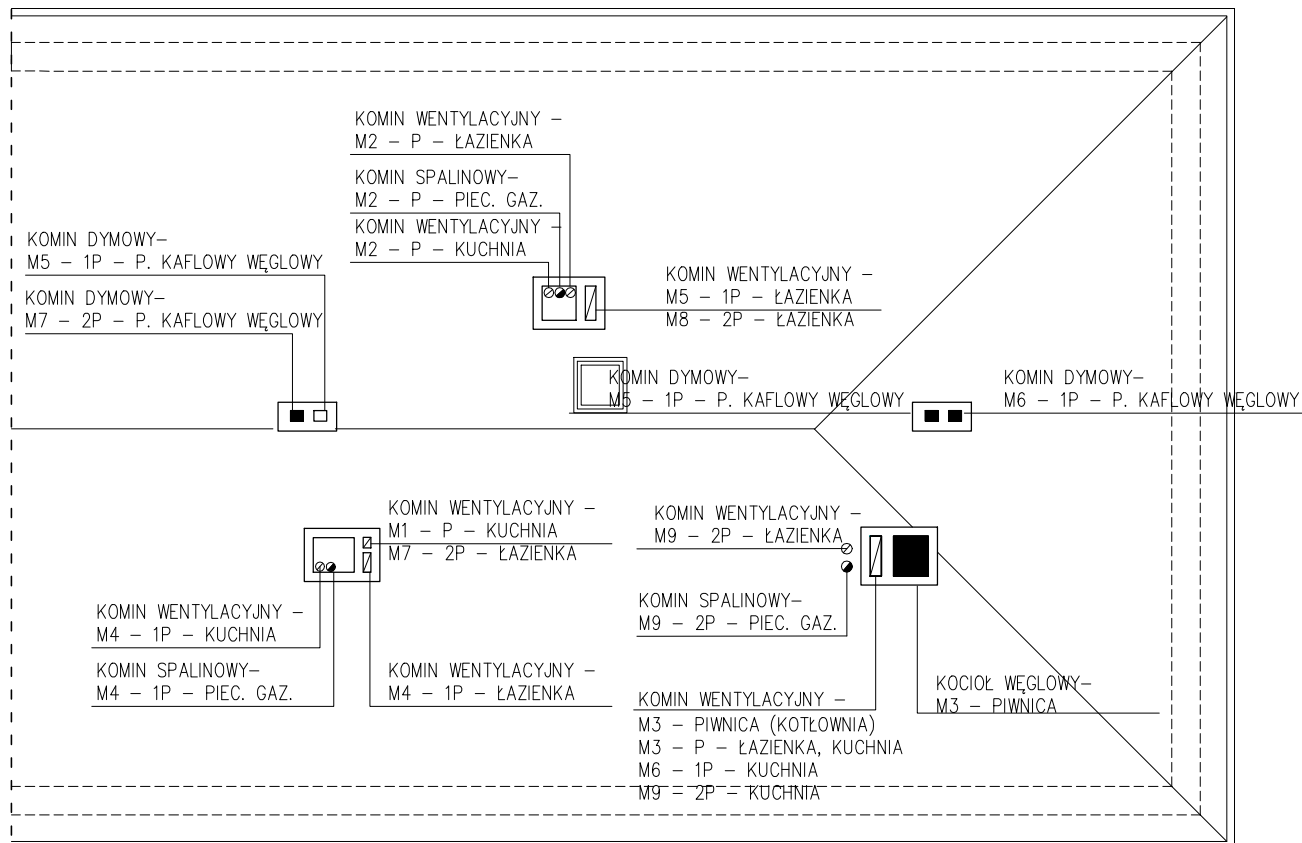 KOMIN WENTYLACYJNY –
M2 – P – ŁAZIENKA
KOMIN SPALINOWY–
M2 – P – PIEC. GAZ.
KOMIN WENTYLACYJNY –
M2 – P – KUCHNIA
KOMIN DYMOWY–
M5 – 1P – P. KAFLOWY WĘGLOWY
KOMIN DYMOWY–
M7 – 2P – P. KAFLOWY WĘGLOWY
KOMIN WENTYLACYJNY –
M5 – 1P – ŁAZIENKA
M8 – 2P – ŁAZIENKA
KOMIN DYMOWY–
M5 – 1P – P. KAFLOWY WĘGLOWY
KOMIN DYMOWY–
M6 – 1P – P. KAFLOWY WĘGLOWY
KOMIN WENTYLACYJNY –
M1 – P – KUCHNIA
M7 – 2P – ŁAZIENKA
KOMIN WENTYLACYJNY –
M9 – 2P – ŁAZIENKA
KOMIN WENTYLACYJNY –
M4 – 1P – KUCHNIA
KOMIN SPALINOWY–
M4 – 1P – PIEC. GAZ.
KOMIN WENTYLACYJNY –
M4 – 1P – ŁAZIENKA
KOMIN SPALINOWY–
M9 – 2P – PIEC. GAZ.
KOMIN WENTYLACYJNY –
M3 – PIWNICA (KOTŁOWNIA)
M3 – P – ŁAZIENKA, KUCHNIA
M6 – 1P – KUCHNIA
M9 – 2P – KUCHNIA
KOCIOŁ WĘGLOWY–
M3 – PIWNICA